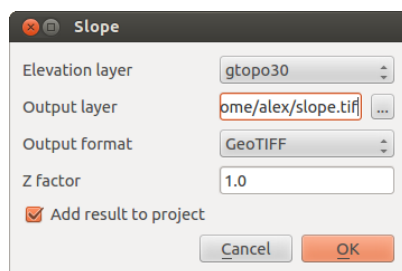 Slope
Elevation layer gtopo30
Output layer ome/alex/slope.tif ...
Output format GeoTIFF
Z factor 1.0
Add result to project
Cancel OK